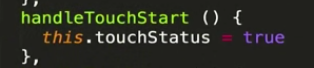 },
handleTouchStart () {
this.touchStatus = true
},